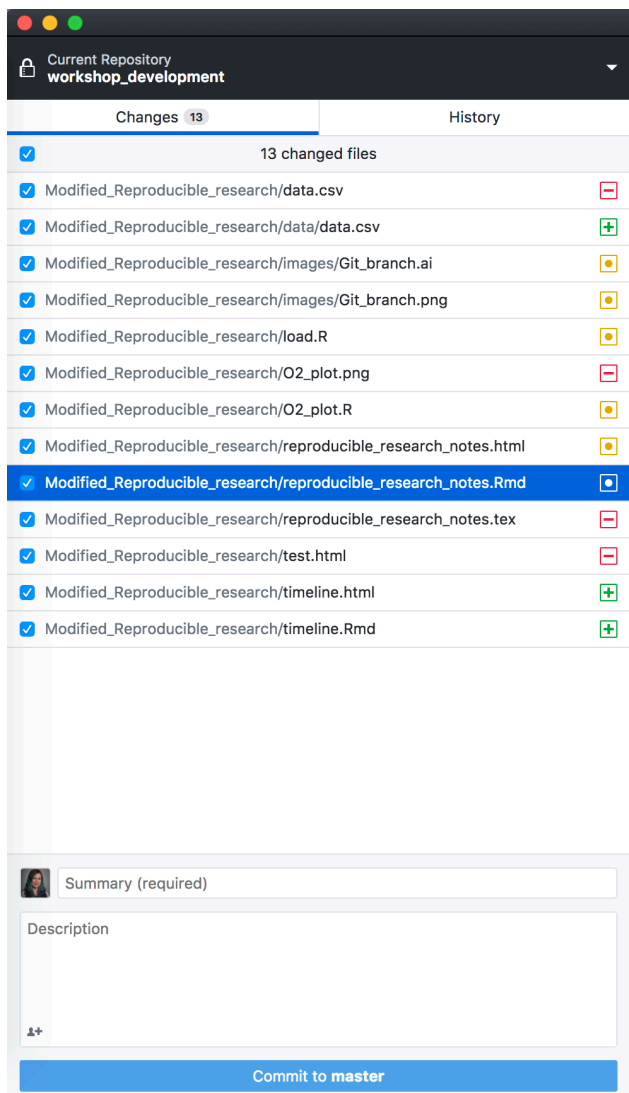 Current Repository
workshop_development
Changes 13
History
13 changed files
Modified_Reproducible_research/data.csv
Modified_Reproducible_research/data/data.csv
Modified_Reproducible_research/images/Git_branch.ai
Modified_Reproducible_research/images/Git_branch.png
Modified_Reproducible_research/load.R
Modified_Reproducible_research/O2_plot.png
Modified_Reproducible_research/O2_plot.R
Modified_Reproducible_research/reproducible_research_notes.html
Modified_Reproducible_research/reproducible_research_notes.Rmd
Modified_Reproducible_research/reproducible_research_notes.tex
Modified_Reproducible_research/test.html
Modified_Reproducible_research/timeline.html
Modified_Reproducible_research/timeline.Rmd
Summary (required)
Description
Commit to master